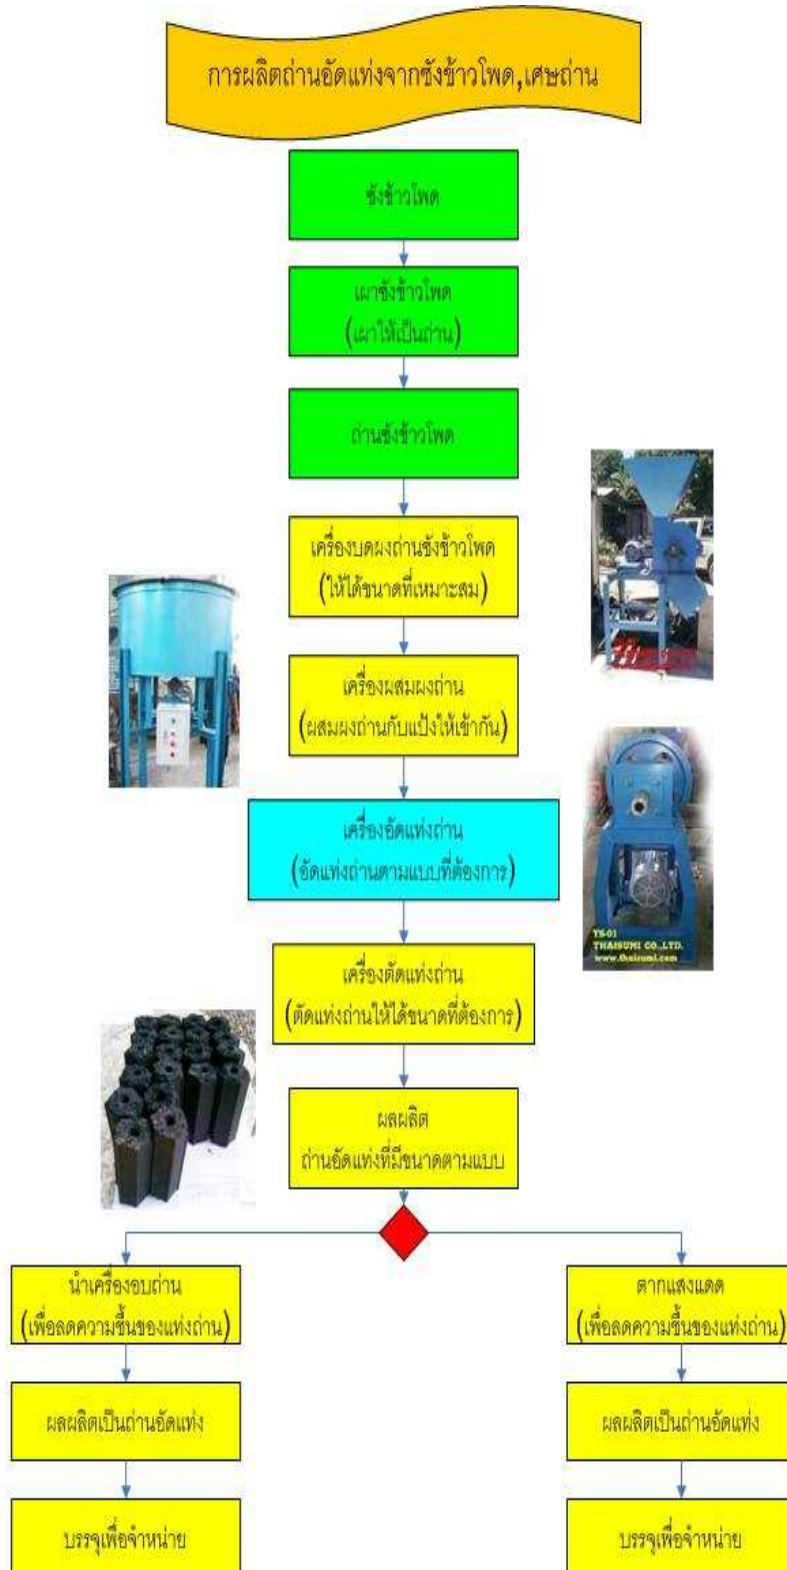 การผลิตถ่านอัดแท่งจากซังข้าวโพด,เศษถ่าน
ซังข้าวโพด
เผาซังข้าวโพด
(เผาให้เป็นถ่าน)
ถ่านซังข้าวโพด
เครื่องบดผงถ่านซังข้าวโพด
(ให้ได้ขนาดที่เหมาะสม)
เครื่องผสมผงถ่าน
(ผสมผงถ่านกับแป้งให้เข้ากัน)
เครื่องอัดแท่งถ่าน
(อัดแท่งถ่านตามแบบที่ต้องการ)
YS-01
THAISUMI CO.,LTD.
www.thaisumi.com
เครื่องตัดแท่งถ่าน
(ตัดแท่งถ่านให้ได้ขนาดที่ต้องการ)
ผลผลิต
ถ่านอัดแท่งที่มีขนาดตามแบบ
นำเครื่องอบถ่าน
(เพื่อลดความชื้นของแท่งถ่าน)
ผลผลิตเป็นถ่านอัดแท่ง
บรรจุเพื่อจำหน่าย
ตากแสงแดด
(เพื่อลดความชื้นของแท่งถ่าน)
ผลผลิตเป็นถ่านอัดแท่ง
บรรจุเพื่อจำหน่าย